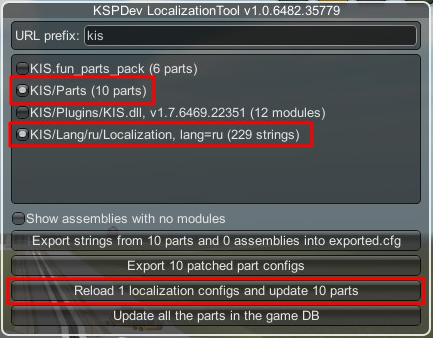 KSPDev LocalizationTool v1.0.6482.35779
URL prefix: kis
KIS.fun_parts_pack (6 parts)
KIS/Parts (10 parts)
KIS/Plugins/KIS.dll, v1.7.6469.22351 (12 modules)
KIS/Lang/ru/Localization, lang=ru (229 strings)
Show assemblies with no modules
Export strings from 10 parts and 0 assemblies into exported.cfg
Export 10 patched part configs
Reload 1 localization configs and update 10 parts
Update all the parts in the game DB